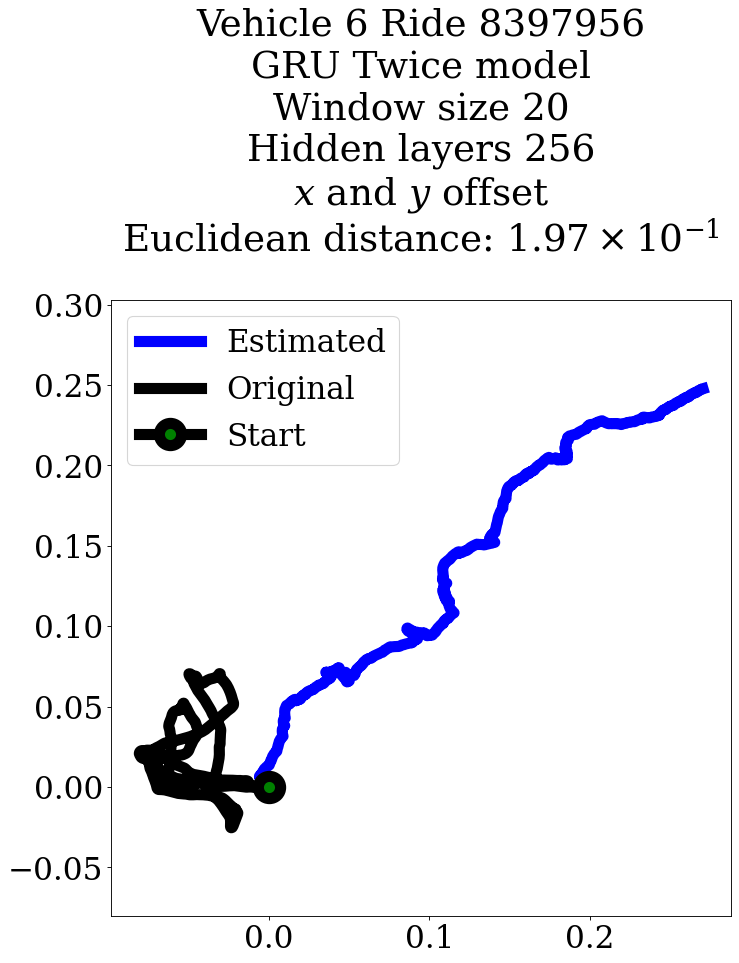 Vehicle 6 Ride 8397956
GRU Twice model
Window size 20
Hidden layers 256
x and y offset
Euclidean distance: 1.97 × 10⁻¹
0.30
Estimated
Original
Start
0.25
0.20
0.15
0.10
0.05
0.00
−0.05
0.0 0.1 0.2